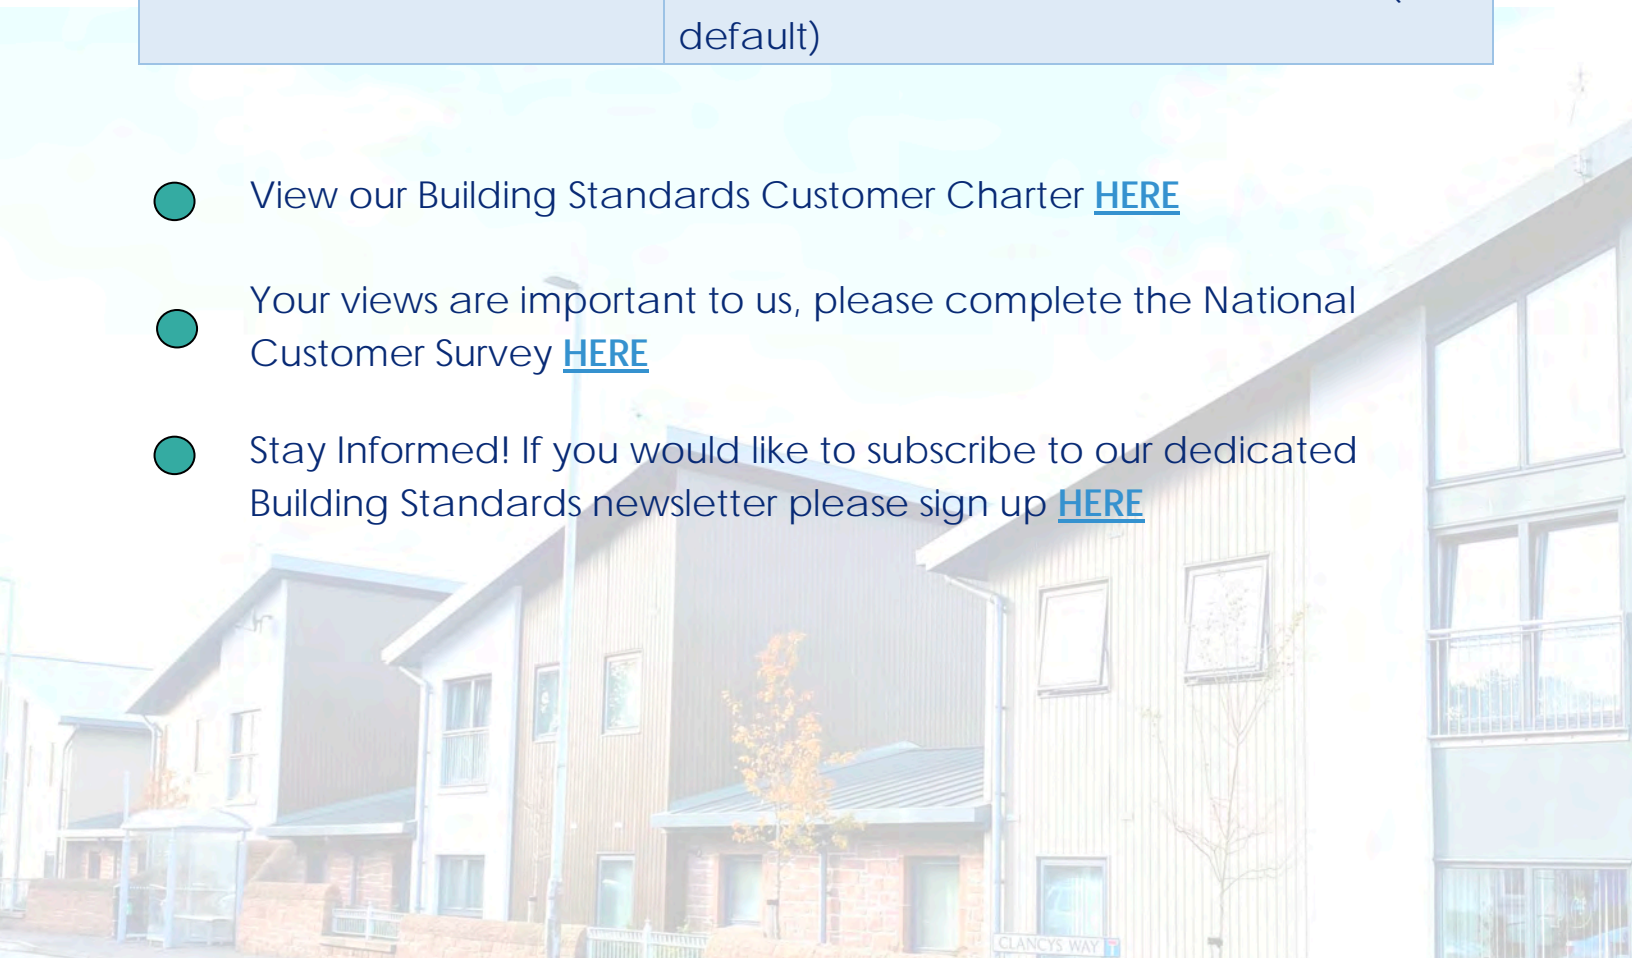 default)
View our Building Standards Customer Charter HERE
Your views are important to us, please complete the National
Customer Survey HERE
Stay Informed! If you would like to subscribe to our dedicated
Building Standards newsletter please sign up HERE
CLANCYS WAY